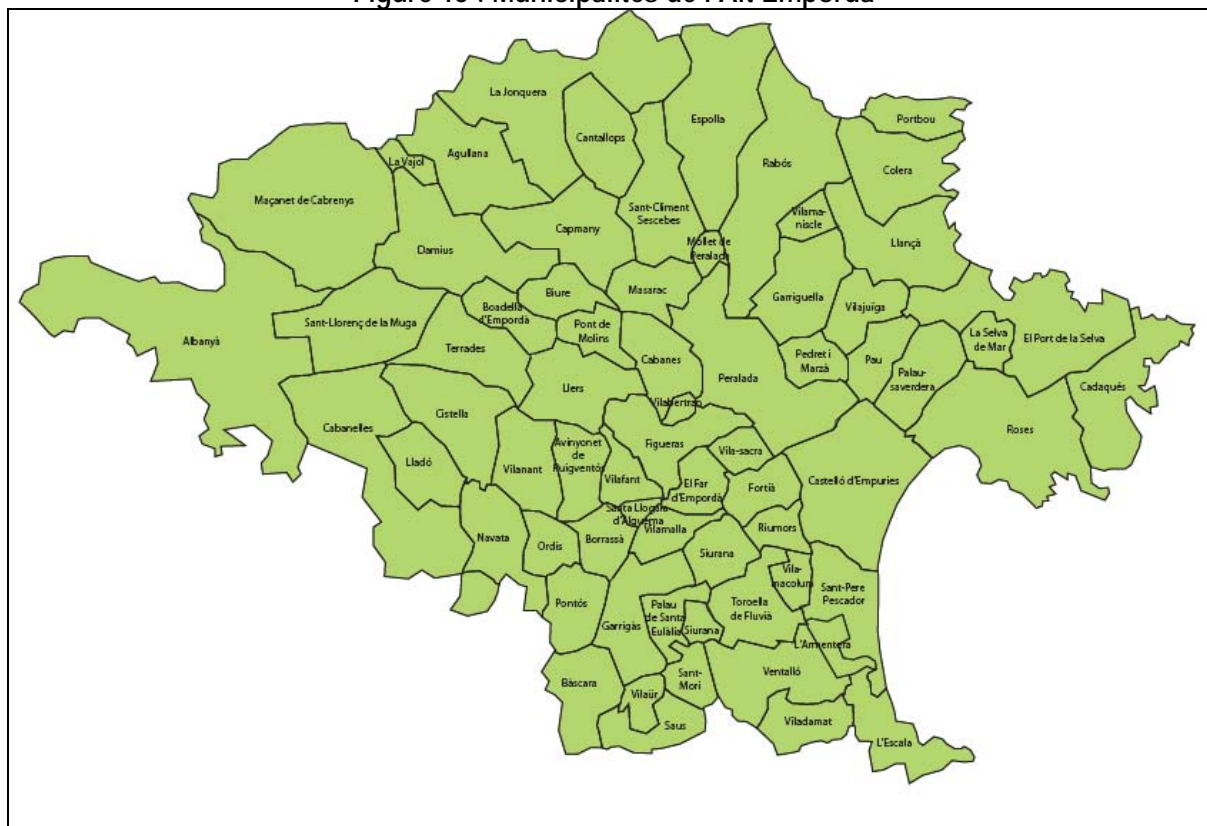 Figure : Municipalités de l'Alt Empordà
La Jonquera
Cantallops
Espolla
Portbou
La Vajol
Agullana
Rabós
Colera
Maçanet de Cabrenys
Sant-Climent
Sescebes
Vilama-
niscle
Capmany
Darnius
Mollet de
Peralada
Llançà
Masarac
Garriguella
Vilajuïga
Biure
Boadella
d'Empordà
Sant-Llorenç de la Muga
Pont de
Molins
Albanyà
Terrades
La Selva
de Mar
El Port de la Selva
Cabanes
Pedret i
Marzà
Pau
Palau-
saverdera
Peralada
Llers
Cadaqués
Vilabertran
Cistella
Cabanelles
Roses
Figueras
Avinyonet
de
Puigventós
Vila-sacra
Lladó
Vilanant
Vilafant
El Far
d'Empordà
Fortià
Castelló d'Empuries
Santa Llogaia
d'Alguema
Vilamalla
Riumors
Navata
Ordis
Borrassà
Siurana
Vila-
macolum
Sant-Pere
Pescador
Pontós
Palau
de Santa
Eulàlia
Toroella
de Fluvià
Garrigàs
Siurana
L'Armentera
Bàscara
Sant-
Mori
Ventalló
Vilaür
Saus
Viladamat
L'Escala